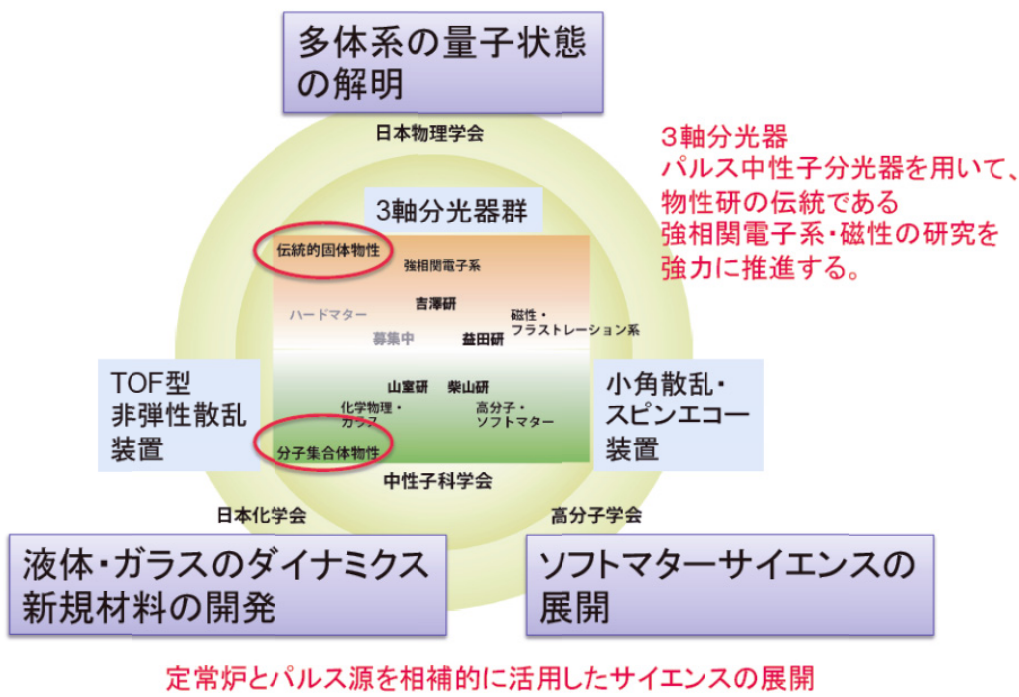 多体系の量子状態
の解明
日本物理学会
3軸分光器
パルス中性子分光器を用いて、
物性研の伝統である
強相関電子系・磁性の研究を
強力に推進する。
3軸分光器群
伝統的固体物性
強相関電子系
吉澤研
ハードマター
磁性・
フラストレーション系
募集中
益田研
TOF型
非弾性散乱
装置
山室研
柴山研
化学物理・
ガラス
高分子・
ソフトマター
分子集合体物性
小角散乱・
スピンエコー
装置
中性子科学会
日本化学会
高分子学会
液体・ガラスのダイナミクス
新規材料の開発
ソフトマターサイエンスの
展開
定常炉とパルス源を相補的に活用したサイエンスの展開